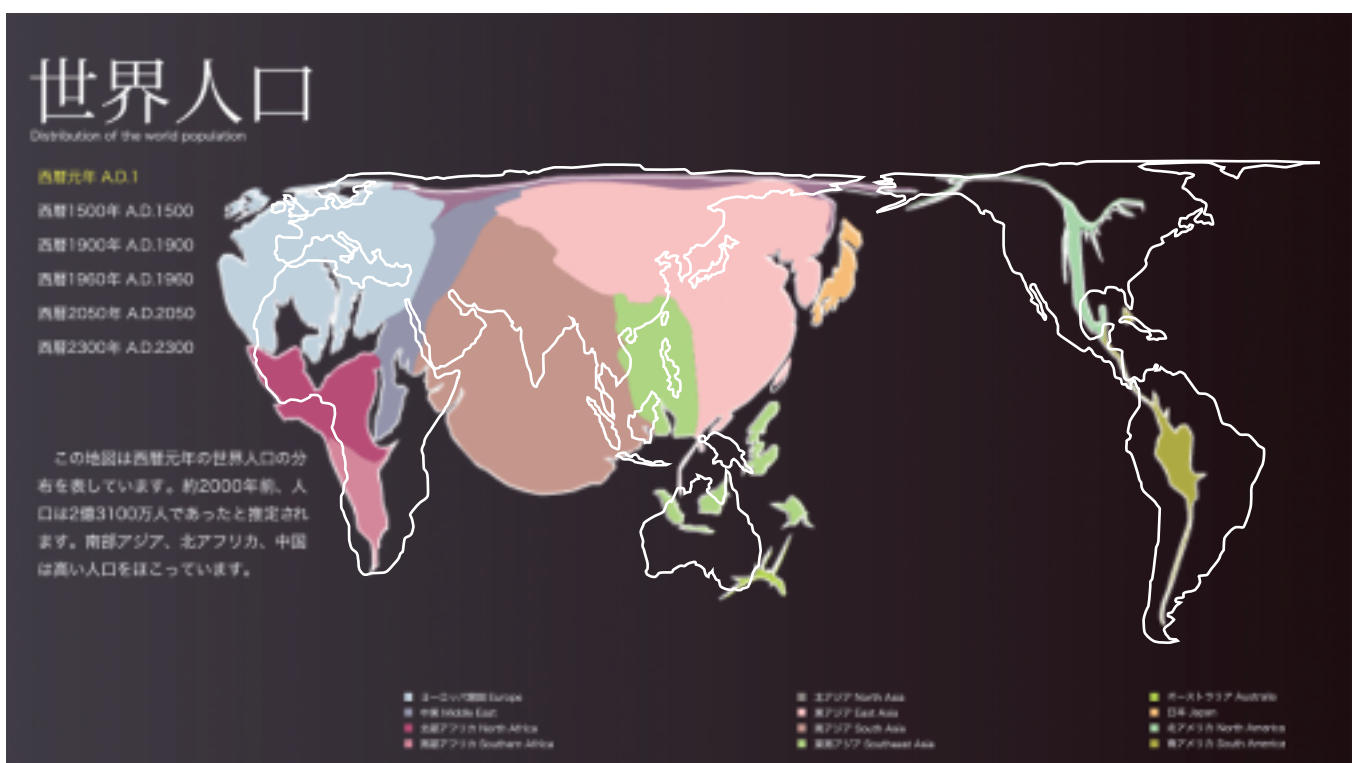 世界人口
Distribution of the world population
西暦元年 A.D.1
西暦1500年 A.D.1500
西暦1900年 A.D.1900
西暦1960年 A.D.1960
西暦2050年 A.D.2050
西暦2300年 A.D.2300
この地図は西暦元年の世界人口の分
布を表しています。約2000年前、人
口は2億3100万人であったと推定され
ます。南部アジア、北アフリカ、中国
は高い人口をほこっています。
Europe
中東 Middle East
北部アフリカ North Africa
南部アフリカ Southern Africa
北アジア North Asia
東アジア East Asia
南アジア South Asia
東南アジア Southeast Asia
オーストラリア Australia
日本 Japan
北アメリカ North America
南アメリカ South America